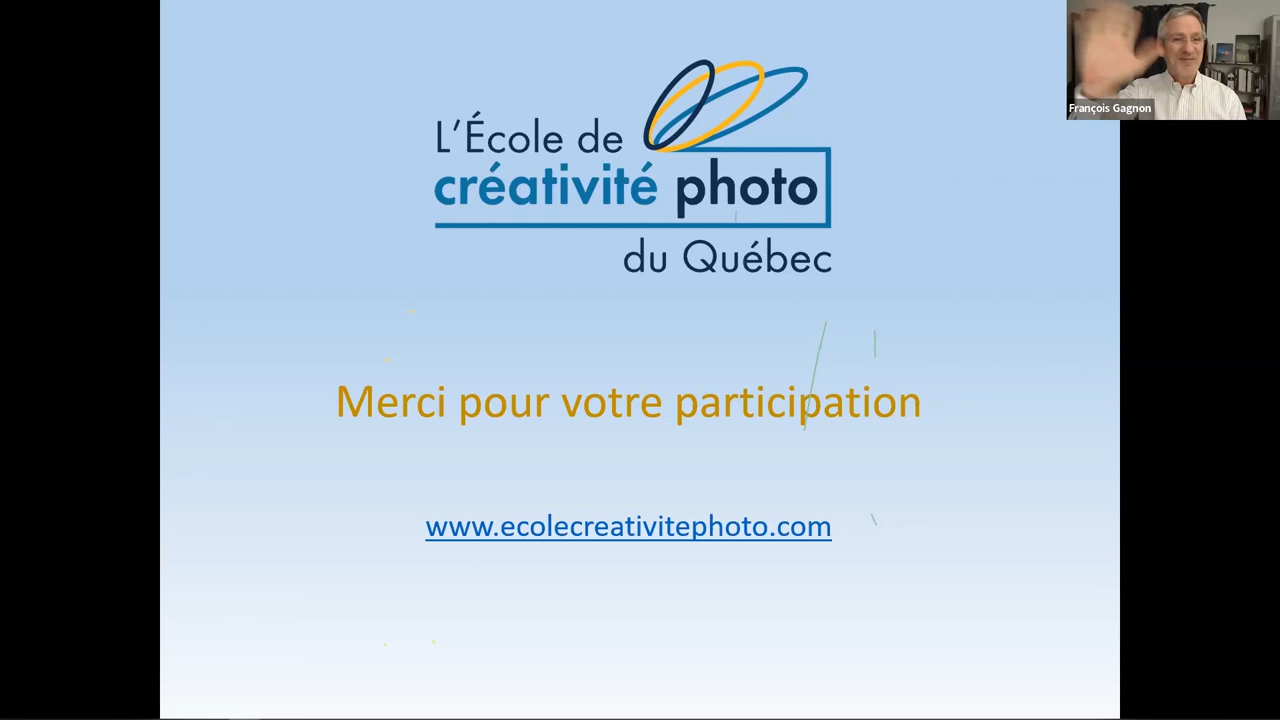 L'École de
créativité photo
du Québec
François Gagnon
Merci pour votre participation
www.ecolecreativitephoto.com